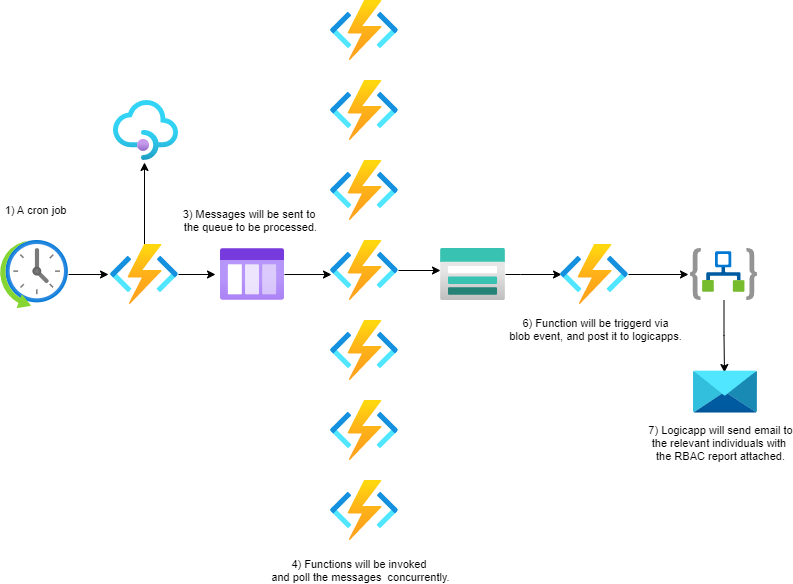 1) A cron job
3) Messages will be sent to
the queue to be processed.
6) Function will be triggerd via
blob event, and post it to logicapps.
7) Logicapp will send email to
the relevant individuals with
the RBAC report attached.
4) Functions will be invoked
and poll the messages  concurrently.